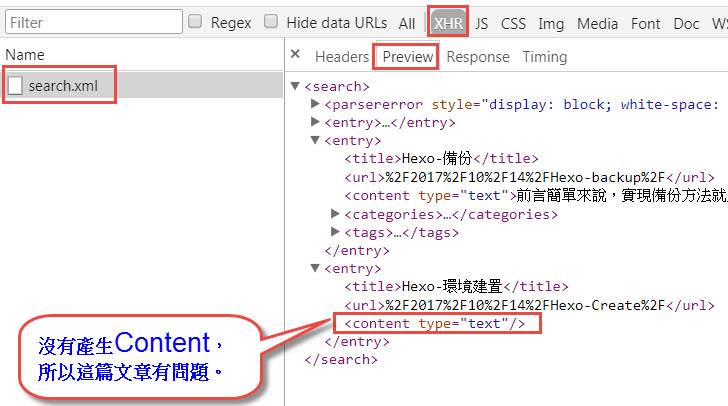 Filter Regex Hide data URLs All XHR JS CSS Img Media Font Doc WS
Name × Headers Preview Response Timing
search.xml
▼<search>
▶<parsererror style="display: block; white-space:
▶<entry>…</entry>
▼<entry>
<title>Hexo-備份</title>
<url>%2F2017%2F10%2F14%2FHexo-backup%2F</url>
<content type="text">前言簡單來說，實現備份方法就
▶<categories>…</categories>
▶<tags>…</tags>
</entry>
▼<entry>
<title>Hexo-環境建置</title>
<url>%2F2017%2F10%2F14%2FHexo-Create%2F</url>
<content type="text"/>
</entry>
</search>
沒有產生Content，
所以這篇文章有問題。